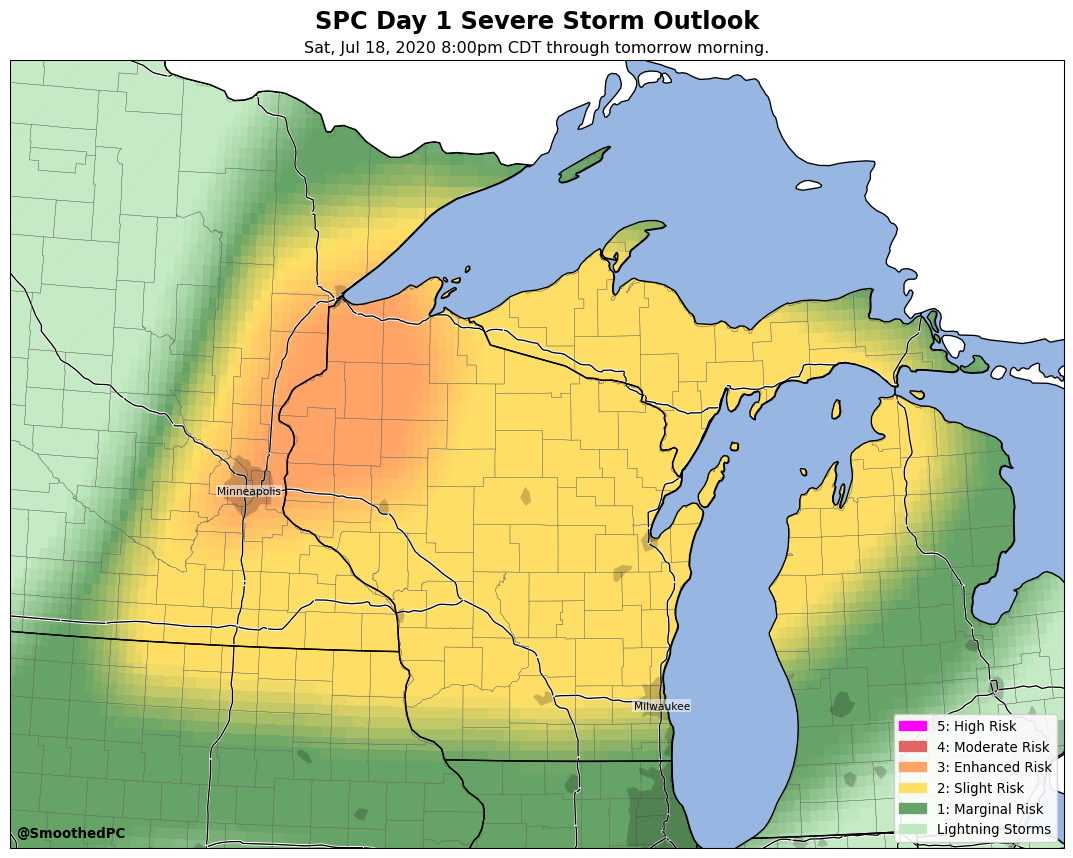 SPC Day 1 Severe Storm Outlook
Sat, Jul 18, 2020 8:00pm CDT through tomorrow morning.
Minneapolis
Milwaukee
5: High Risk
4: Moderate Risk
3: Enhanced Risk
2: Slight Risk
1: Marginal Risk
Lightning Storms
@SmoothedPC